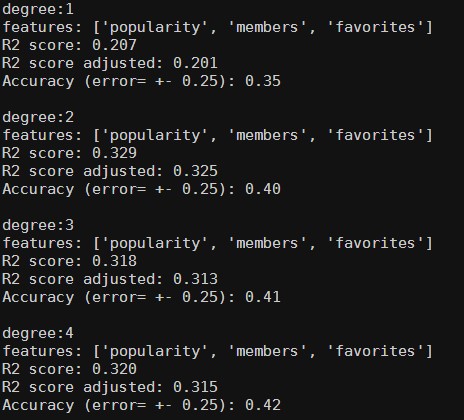 degree:1
features: ['popularity', 'members', 'favorites']
R2 score: 0.207
R2 score adjusted: 0.201
Accuracy (error= +- 0.25): 0.35
degree:2
features: ['popularity', 'members', 'favorites']
R2 score: 0.329
R2 score adjusted: 0.325
Accuracy (error= +- 0.25): 0.40
degree:3
features: ['popularity', 'members', 'favorites']
R2 score: 0.318
R2 score adjusted: 0.313
Accuracy (error= +- 0.25): 0.41
degree:4
features: ['popularity', 'members', 'favorites']
R2 score: 0.320
R2 score adjusted: 0.315
Accuracy (error= +- 0.25): 0.42